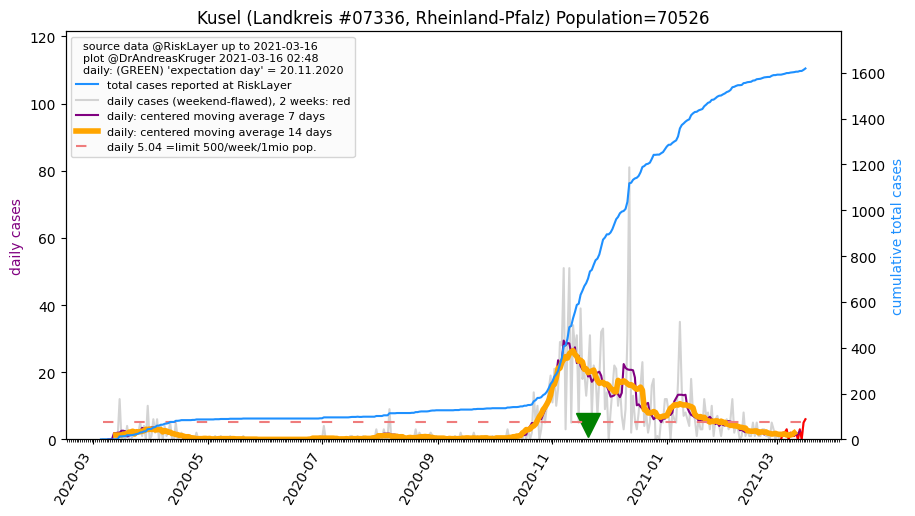 Kusel (Landkreis #07336, Rheinland-Pfalz) Population=70526
source data @RiskLayer up to 2021-03-16
plot @DrAndreasKruger 2021-03-16 02:48
daily: (GREEN) 'expectation day' = 20.11.2020
total cases reported at RiskLayer
daily cases (weekend-flawed), 2 weeks: red
daily: centered moving average 7 days
daily: centered moving average 14 days
daily 5.04 =limit 500/week/1mio pop.
daily cases
120
100
80
60
40
20
0
cumulative total cases
1600
1400
1200
1000
800
600
400
200
0
2020-03
2020-05
2020-07
2020-09
2020-11
2021-01
2021-03